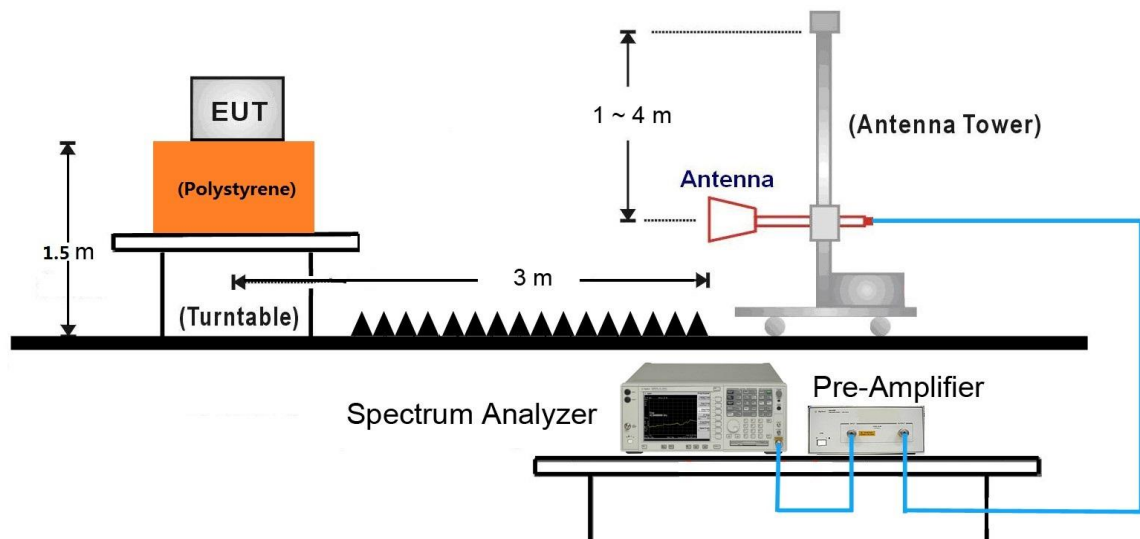 EUT
(Polystyrene)
1.5 m
(Turntable)
3 m
1 ~ 4 m
Antenna
(Antenna Tower)
Spectrum Analyzer
Pre-Amplifier